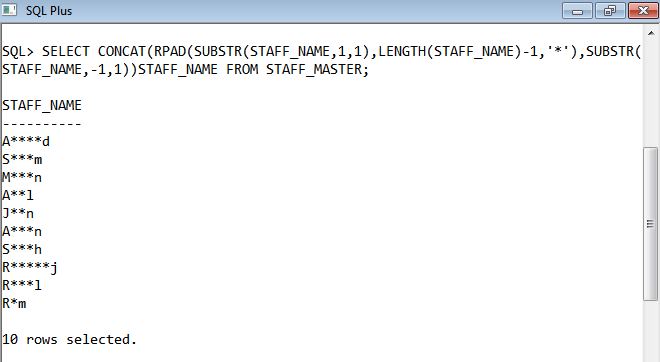 SQL Plus
SQL> SELECT CONCAT(RPAD(SUBSTR(STAFF_NAME,1,1),LENGTH(STAFF_NAME)-1,'*'),SUBSTR(
STAFF_NAME,-1,1))STAFF_NAME FROM STAFF_MASTER;
STAFF_NAME
----------
A****d
S***m
M***n
A**l
J**n
A***n
S***h
R*****j
R***l
R*m
10 rows selected.